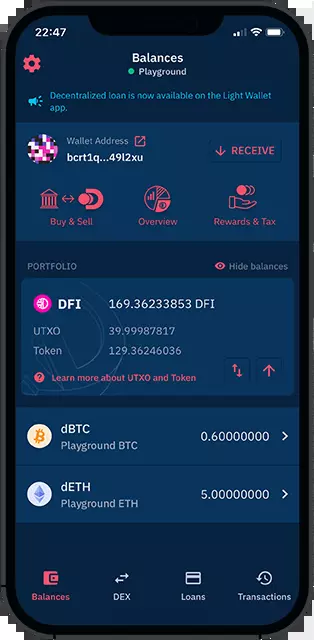 22:47
Balances
Playground
Decentralized loan is now available on the Light Wallet
app.
Wallet Address
bcrt1q...49l2xu
RECEIVE
Buy & Sell
Overview
Rewards & Tax
PORTFOLIO
Hide balances
DFI
169.36233853 DFI
UTXO
39.99987817
Token
129.36246036
Learn more about UTXO and Token
dBTC
Playground BTC
0.60000000
dETH
Playground ETH
5.00000000
Balances
DEX
Loans
Transactions